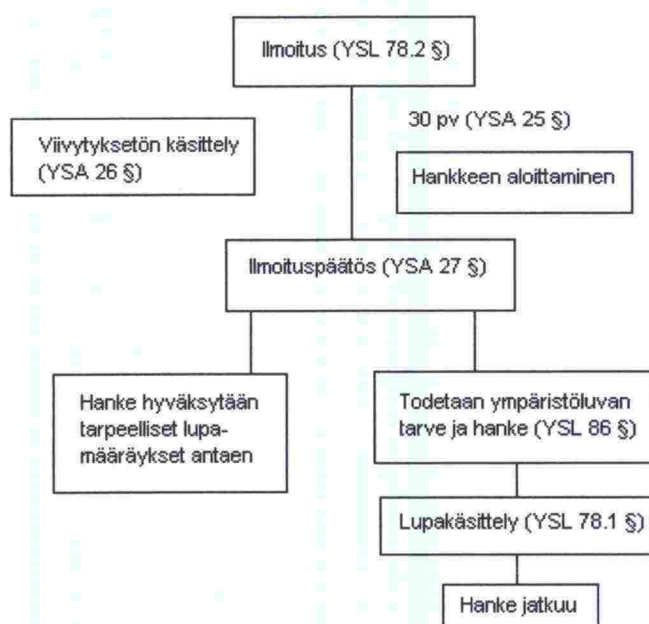 Ilmoitus (YSL 78.2 §)
30 pv (YSA 25 §)
Viivytyksetön käsittely
(YSA 26 §)
Hankkeen aloittaminen
Ilmoituspäätös (YSA 27 §)
Hanke hyväksytään
tarpeelliset lupa-
määräykset antaen
Todetaan ympäristöluvan
tarve ja hanke (YSL 86 §)
Lupakäsittely (YSL 78.1 §)
Hanke jatkuu